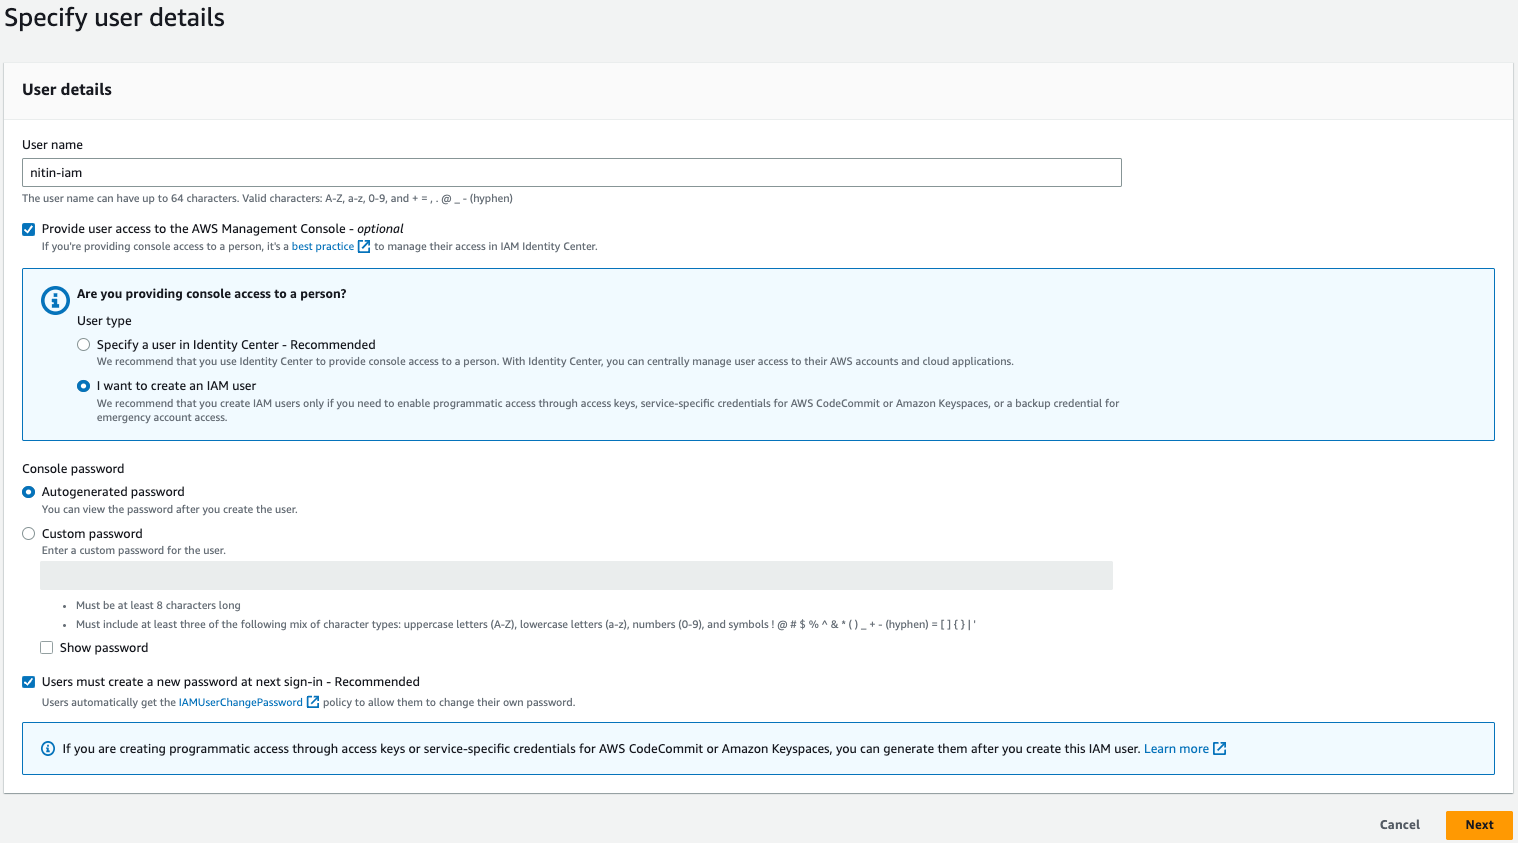 Specify user details
User details
User name
nitin-iam
The user name can have up to 64 characters. Valid characters: A-Z, a-z, 0-9, and + = , . @ _ - (hyphen)
Provide user access to the AWS Management Console - optional
If you're providing console access to a person, it's a best practice to manage their access in IAM Identity Center.
Are you providing console access to a person?
User type
Specify a user in Identity Center - Recommended
We recommend that you use Identity Center to provide console access to a person. With Identity Center, you can centrally manage user access to their AWS accounts and cloud applications.
I want to create an IAM user
We recommend that you create IAM users only if you need to enable programmatic access through access keys, service-specific credentials for AWS CodeCommit or Amazon Keyspaces, or a backup credential for
emergency account access.
Console password
Autogenerated password
You can view the password after you create the user.
Custom password
Enter a custom password for the user.
• Must be at least 8 characters long
• Must include at least three of the following mix of character types: uppercase letters (A-Z), lowercase letters (a-z), numbers (0-9), and symbols ! @ # $ % ^ & * ( ) _ + - (hyphen) = [ ] { } | '
Show password
Users must create a new password at next sign-in - Recommended
Users automatically get the IAMUserChangePassword policy to allow them to change their own password.
If you are creating programmatic access through access keys or service-specific credentials for AWS CodeCommit or Amazon Keyspaces, you can generate them after you create this IAM user. Learn more
Cancel
Next